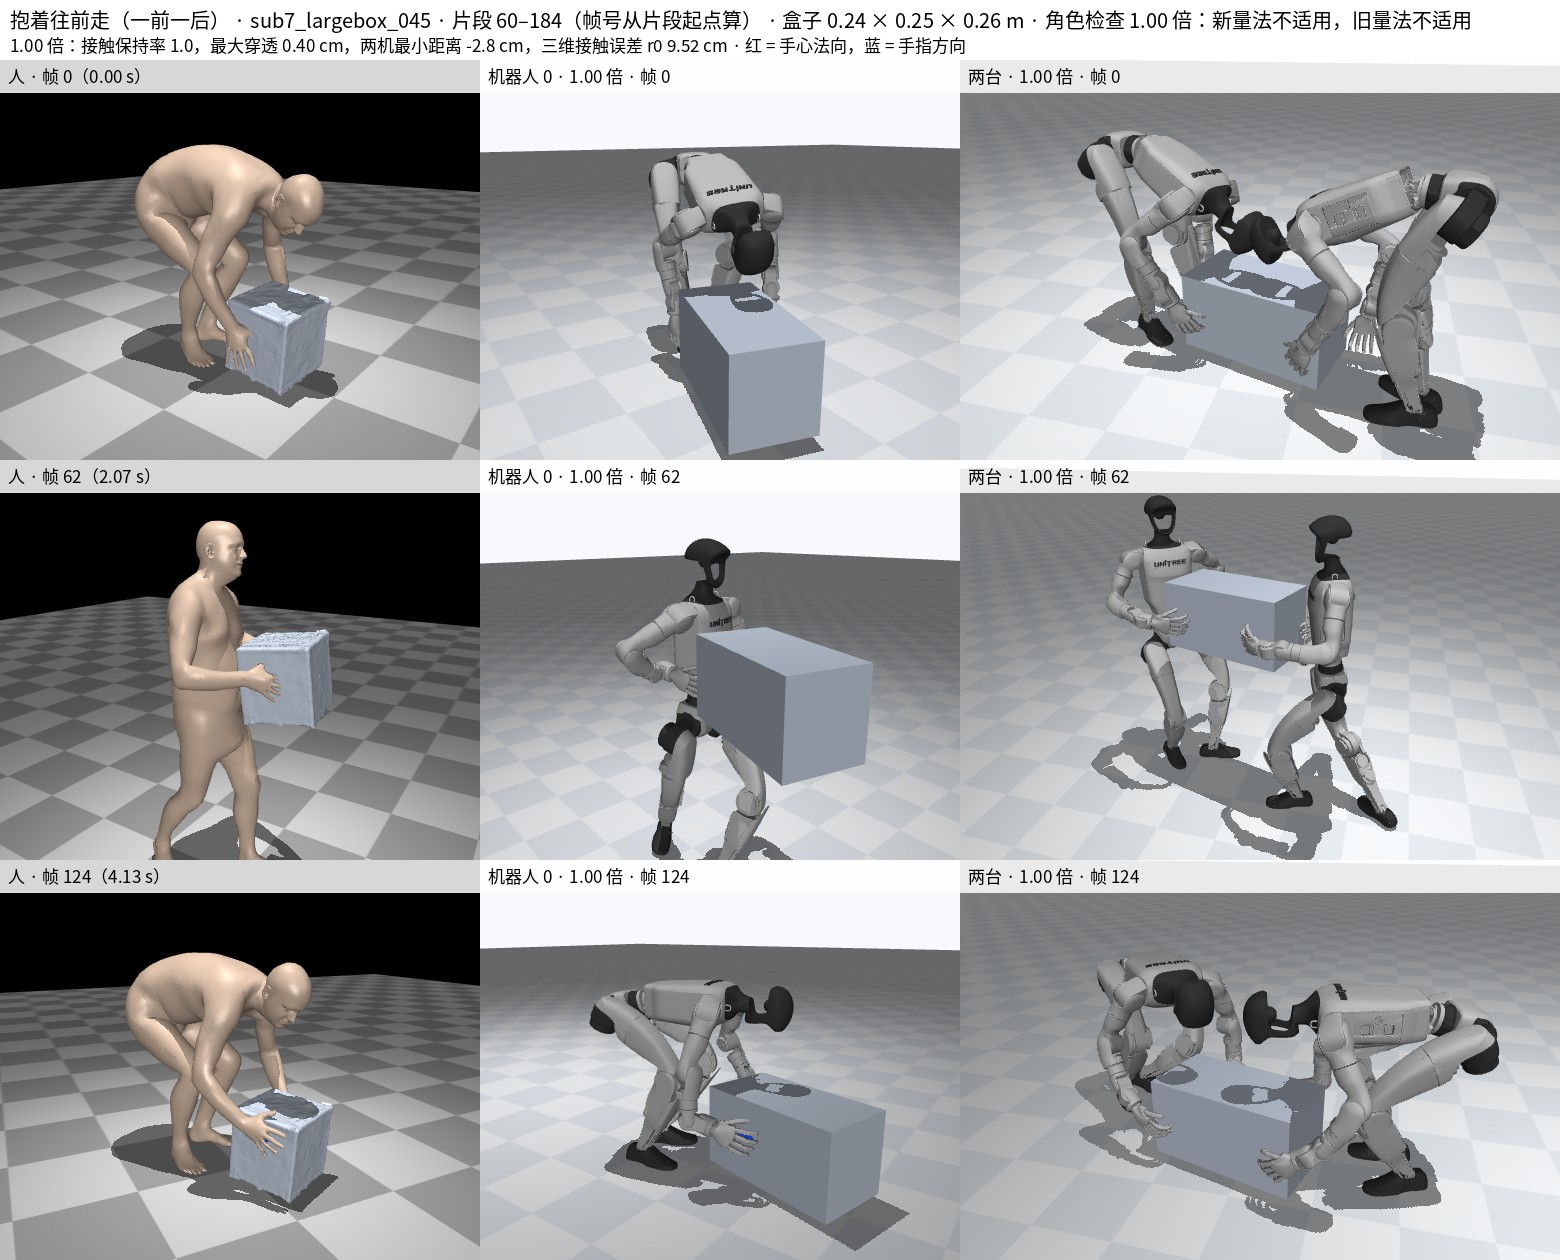 抱着往前走（一前一后） · sub7_largebox_045 · 片段 60–184（帧号从片段起点算） · 盒子 0.24 × 0.25 × 0.26 m · 角色检查 1.00 倍：新量法不适用，旧量法不适用
1.00 倍：接触保持率 1.0，最大穿透 0.40 cm，两机最小距离 -2.8 cm，三维接触误差 r0 9.52 cm · 红 = 手心法向，蓝 = 手指方向
人 · 帧 0（0.00 s）
机器人 0 · 1.00 倍 · 帧 0
两台 · 1.00 倍 · 帧 0
UNITREE
人 · 帧 62（2.07 s）
机器人 0 · 1.00 倍 · 帧 62
两台 · 1.00 倍 · 帧 62
UNITREE
人 · 帧 124（4.13 s）
机器人 0 · 1.00 倍 · 帧 124
两台 · 1.00 倍 · 帧 124